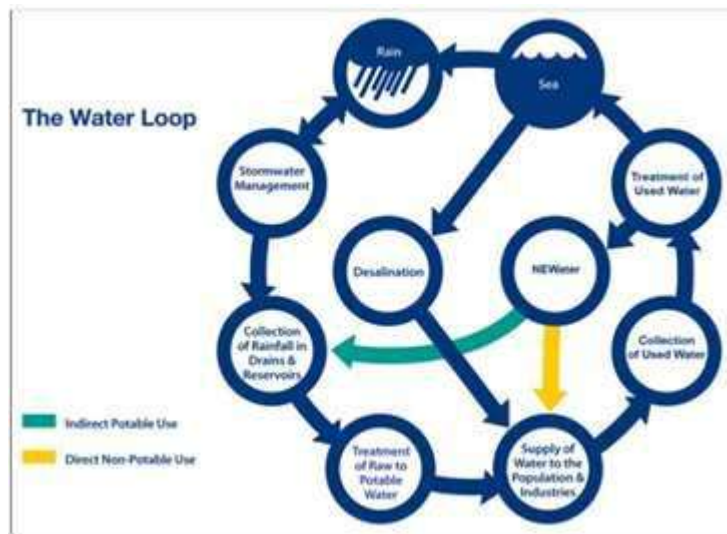 The Water Loop
Rain
Sea
Stormwater
Management
Treatment of
Used Water
Desalination
NEWater
Collection
of Rainfall in
Drains &
Reservoirs
Collection
of Used Water
Indirect Potable Use
Direct Non-Potable Use
Treatment
of Raw to
Potable
Water
Supply of
Water to the
Population &
Industries